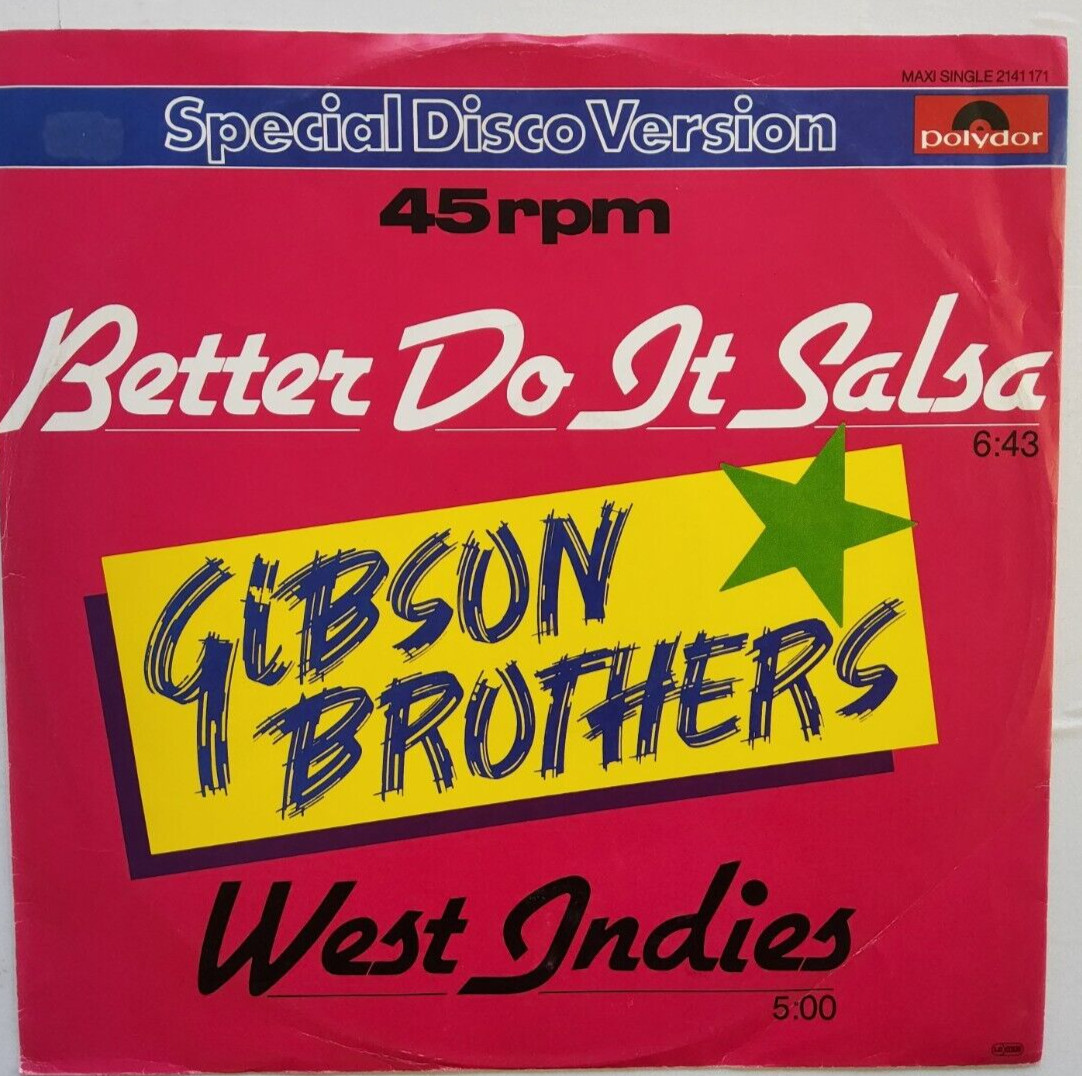 MAXI SINGLE 2141 171
Special Disco Version
polydor
45 rpm
Better Do It Salsa
6:43
GIBSON
BROTHERS
West Indies
5:00